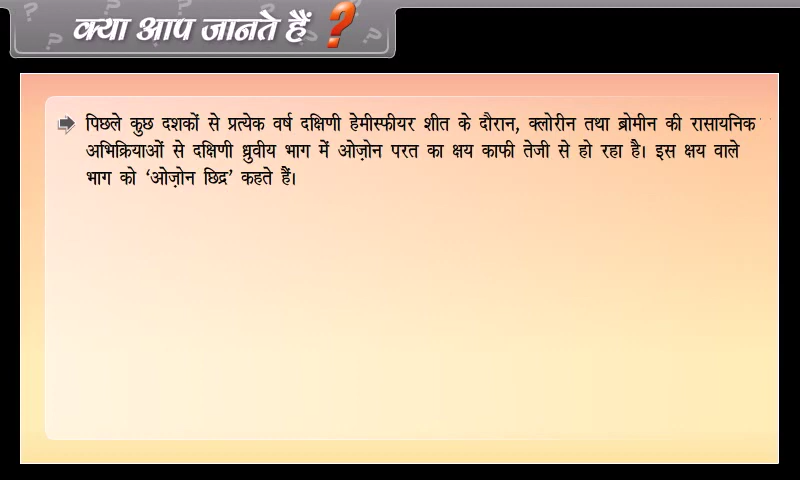 क्या आप जानते हैं ?
पिछले कुछ दशकों से प्रत्येक वर्ष दक्षिणी हेमीस्फीयर शीत के दौरान, क्लोरीन तथा ब्रोमीन की रासायनिक
अभिक्रियाओं से दक्षिणी ध्रुवीय भाग में ओज़ोन परत का क्षय काफी तेजी से हो रहा है। इस क्षय वाले
भाग को ‘ओज़ोन छिद्र’ कहते हैं।